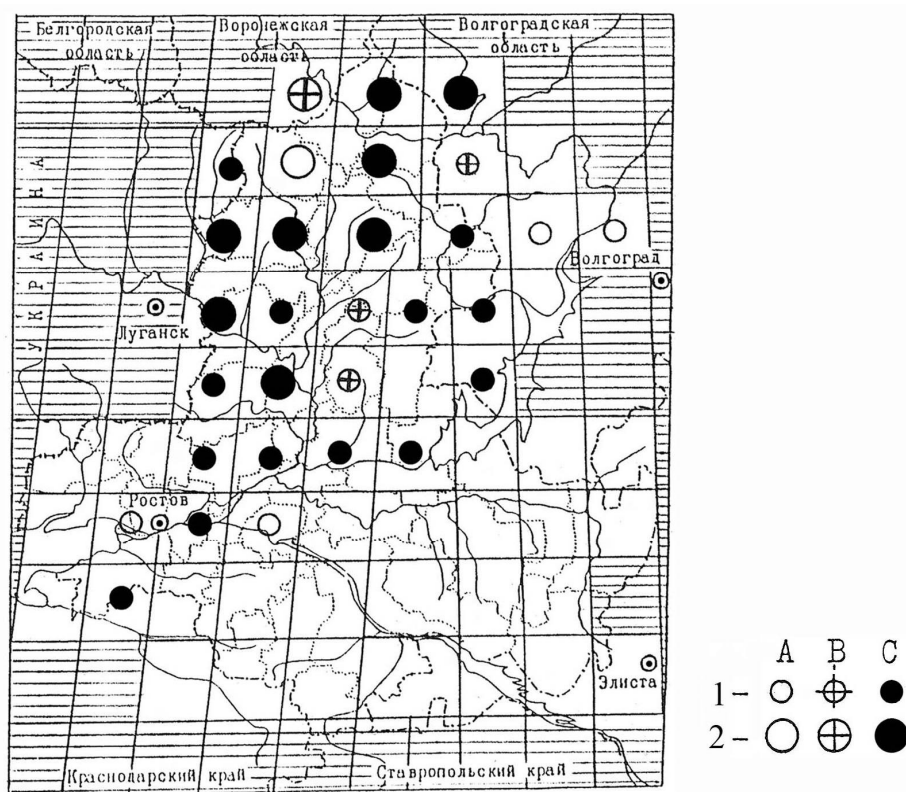 Белгородская
область
Воронежская
область
Волгоградская
область
УКРАИНА
Волгоград
Луганск
Ростов
Элиста
Краснодарский край
Ставропольский край
А В С
1-
2-